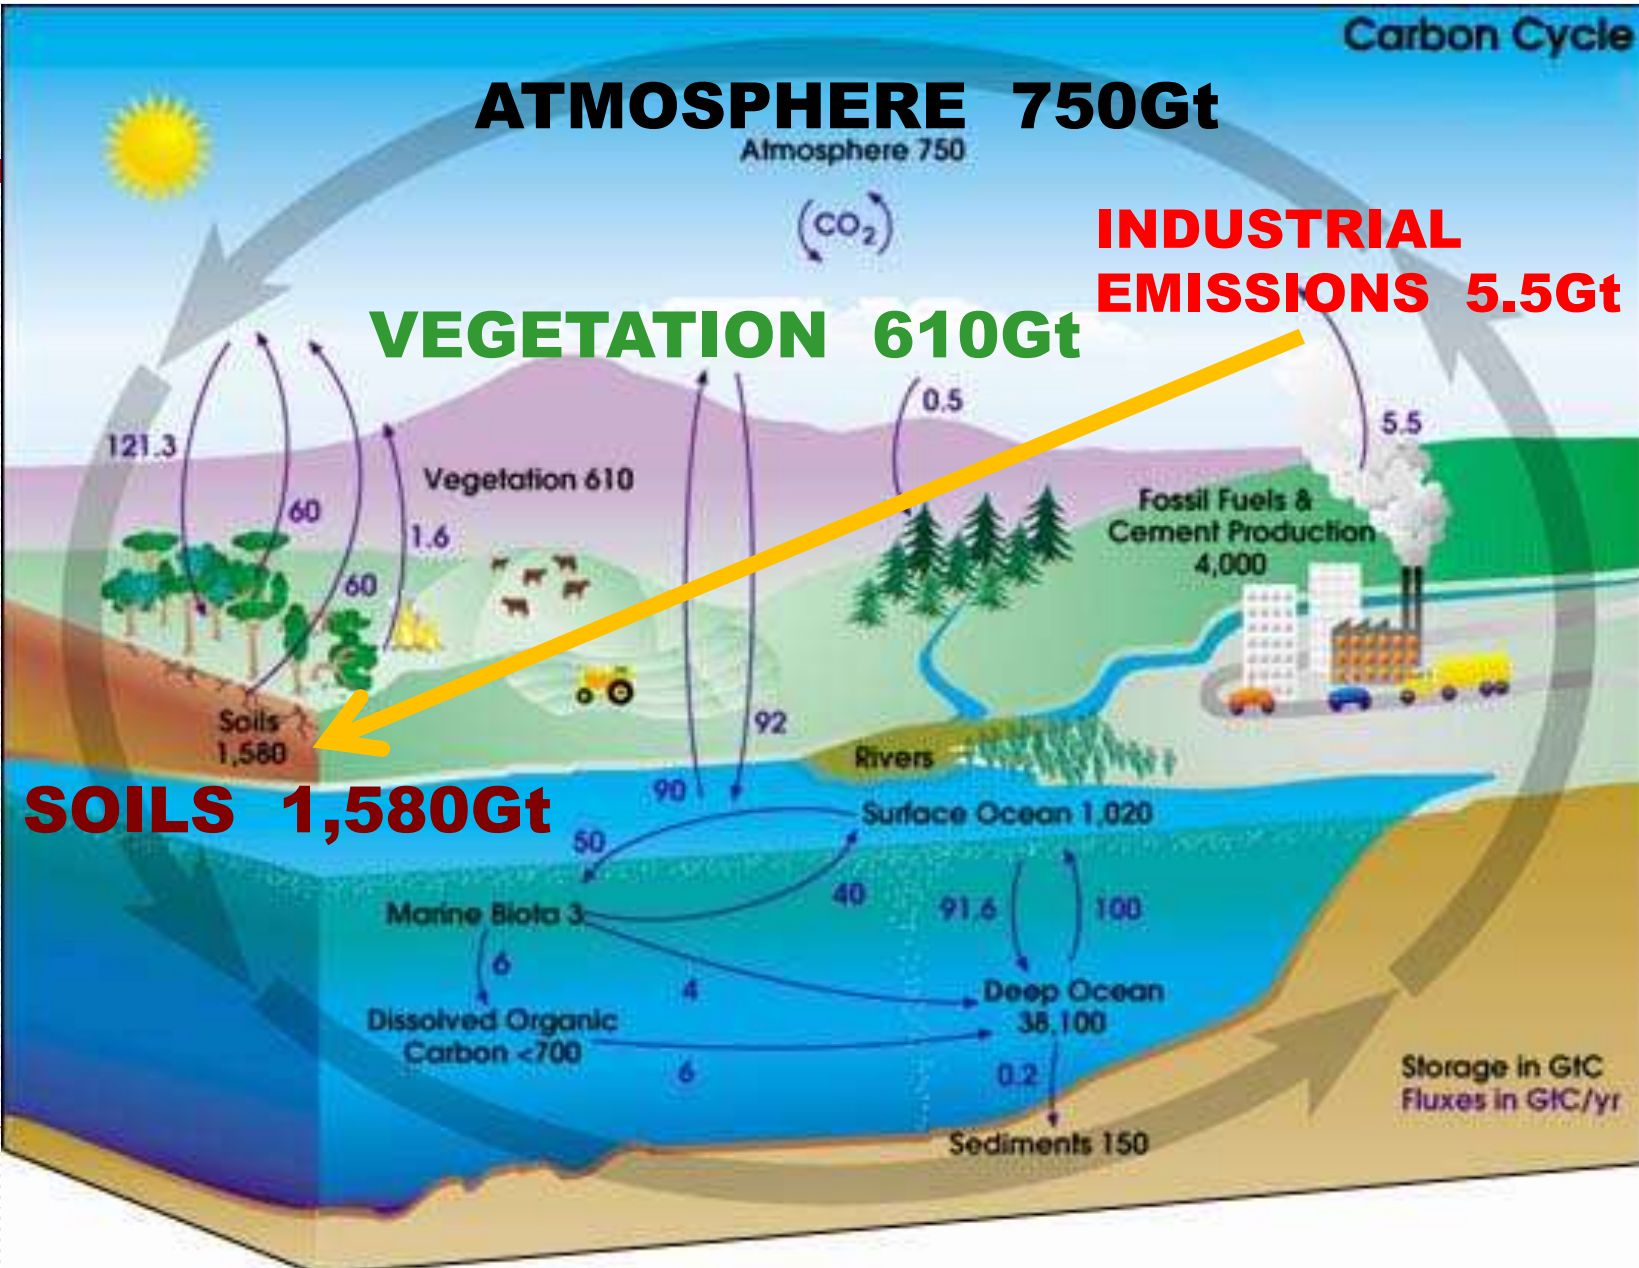 Carbon Cycle
ATMOSPHERE 750Gt
Atmosphere 750
(CO₂)
INDUSTRIAL
EMISSIONS 5.5Gt
VEGETATION 610Gt
0.5
5.5
121.3
Vegetation 610
60
1.6
60
Fossil Fuels &
Cement Production
4,000
Soils
1,580
92
Rivers
90
SOILS 1,580Gt
Surface Ocean 1,020
50
40
Marine Biota 3
91.6
100
6
4
Deep Ocean
38,100
Dissolved Organic
Carbon <700
6
0.2
Storage in GtC
Fluxes in GtC/yr
Sediments 150